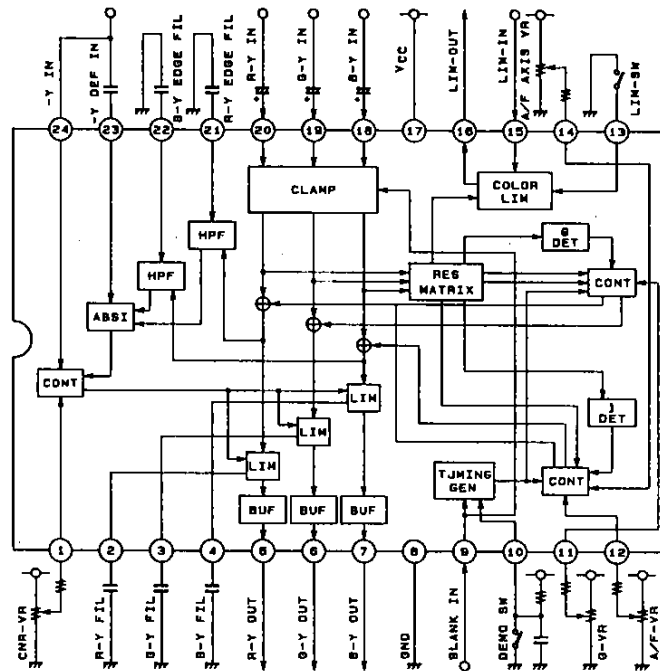 -Y IN
-Y DEF IN
B-Y EDGE FIL
R-Y EDGE FIL
R-Y IN
G-Y IN
B-Y IN
VCC
LIM-OUT
LIM-IN
A/F AXIS VR
LIM-SW
24
23
22
21
20
19
18
17
16
15
14
13
CLAMP
COLOR
LIM
HPF
HPF
DET
RES
MATRIX
CONT
ABSI
CONT
LIM
LIM
LIM
DET
TJMING
GEN
CONT
BUF
BUF
BUF
1
2
3
4
5
6
7
8
9
10
11
12
CNR-VR
R-Y FIL
G-Y FIL
B-Y FIL
R-Y OUT
G-Y OUT
B-Y OUT
GND
BLANK IN
DEMO SW
G-VR
A/F-VR